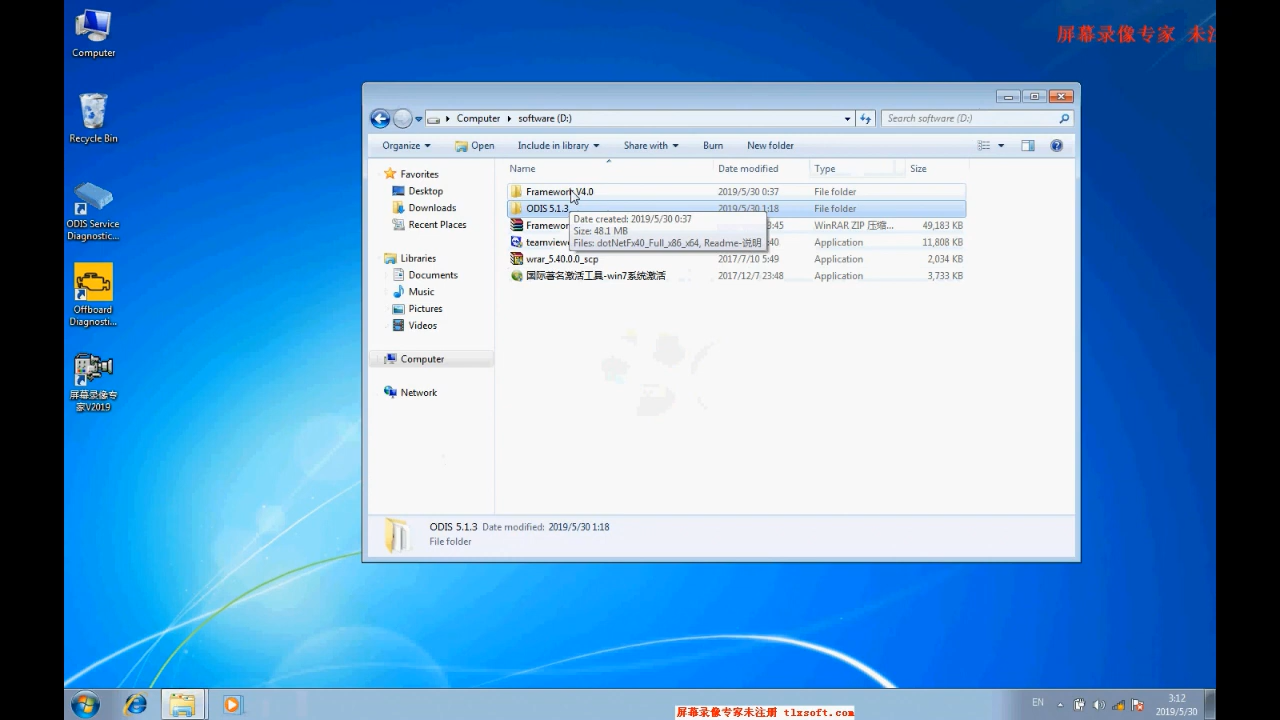 Computer
Recycle Bin
ODIS Service
Diagnostic...
Offboard
Diagnosti...
屏幕录像专
家V2019
屏幕录像专家 未
Computer
software (D:)
Search software (D:)
Organize
Open
Include in library
Share with
Burn
New folder
Favorites
Desktop
Downloads
Recent Places
Libraries
Documents
Music
Pictures
Videos
Computer
Network
Name
Date modified
Type
Size
Framework V4.0
2019/5/30 0:37
File folder
ODIS 5.1.3
2019/5/30 1:18
File folder
Framewor
8:45
WinRAR ZIP 压缩...
49,183 KB
teamviewe
:40
Application
11,808 KB
wrar_5.40.0.0_scp
2017/7/10 5:49
Application
2,034 KB
国际著名激活工具-win7系统激活
2017/12/7 23:48
Application
3,733 KB
Date created: 2019/5/30 0:37
Size: 48.1 MB
Files: dotNetFx40_Full_x86_x64, Readme-说明
ODIS 5.1.3 Date modified: 2019/5/30 1:18
File folder
EN
3:12
2019/5/30
屏幕录像专家未注册 tlxsoft.com